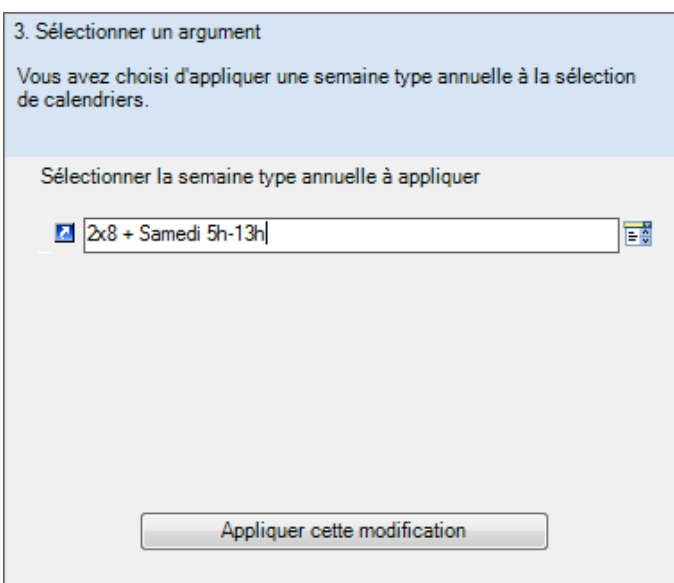 3. Sélectionner un argument
Vous avez choisi d'appliquer une semaine type annuelle à la sélection
de calendriers.
Sélectionner la semaine type annuelle à appliquer
2x8 + Samedi 5h-13h
Appliquer cette modification